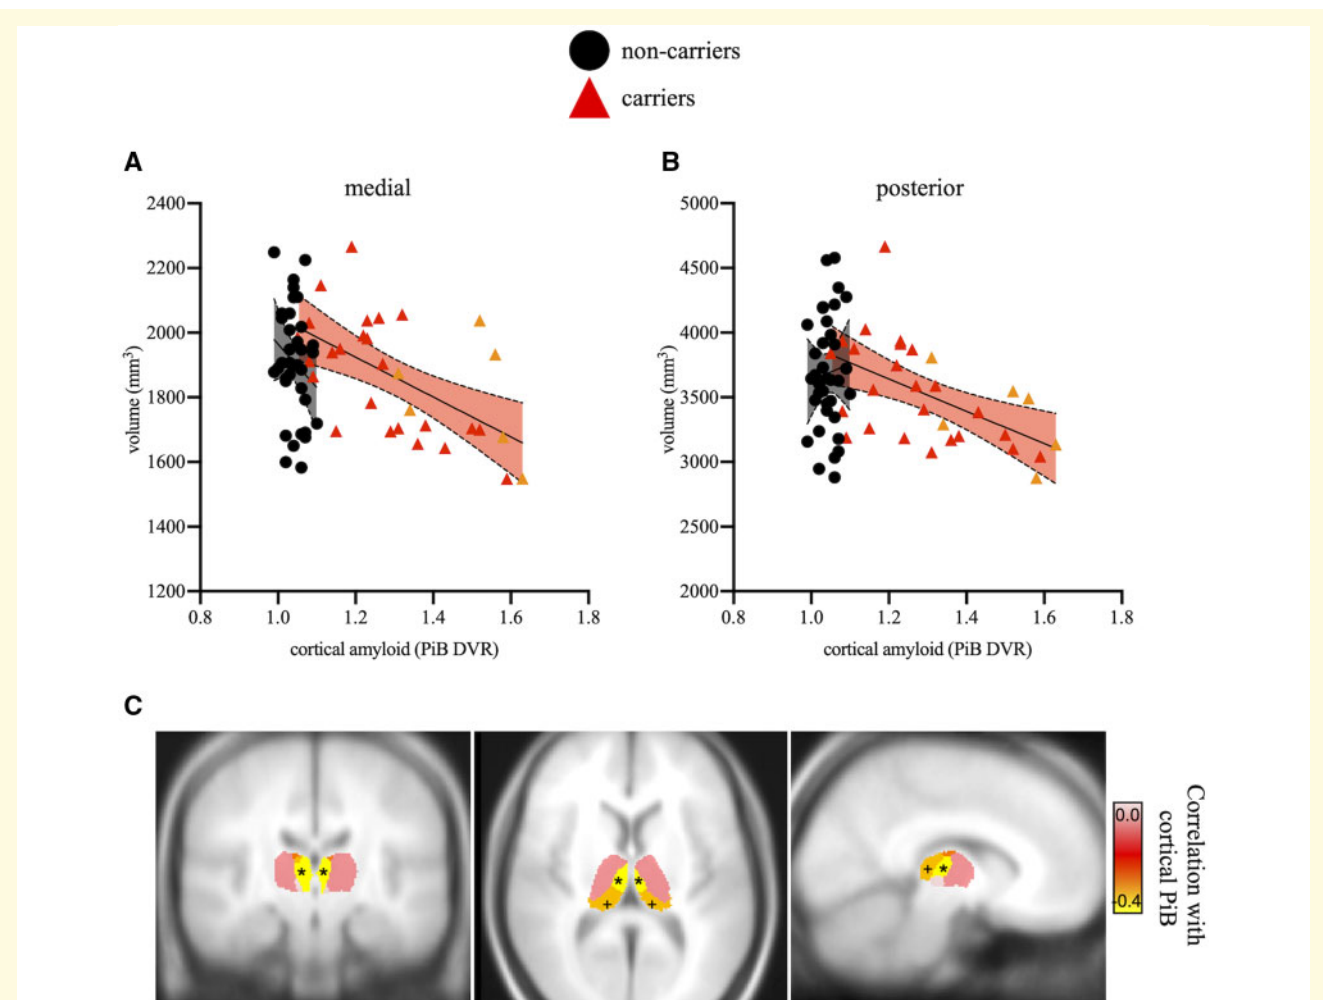 non-carriers
carriers
A
medial
2400
2200
2000
1800
1600
1400
1200
volume (mm³)
0.8 1.0 1.2 1.4 1.6 1.8
cortical amyloid (PiB DVR)
B
posterior
5000
4500
4000
3500
3000
2500
2000
volume (mm³)
0.8 1.0 1.2 1.4 1.6 1.8
cortical amyloid (PiB DVR)
C
* *
* *
+ +
+ *
0.0
-0.4
Correlation with
cortical PiB